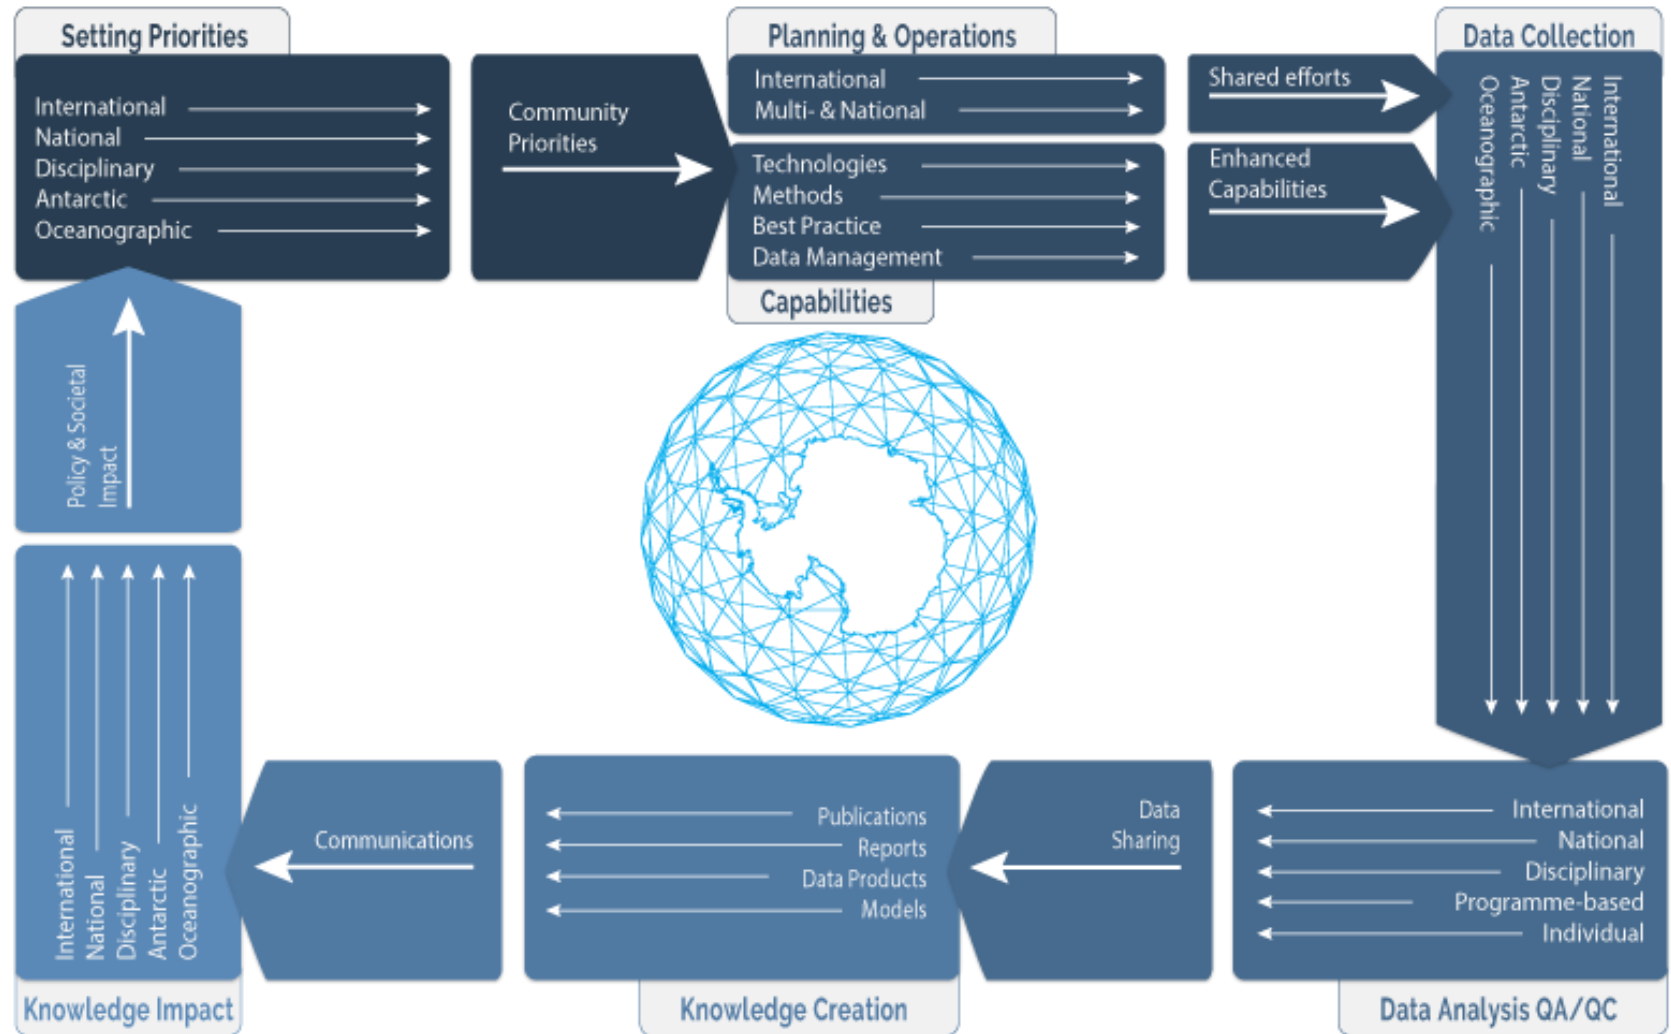 Setting Priorities
International
National
Disciplinary
Antarctic
Oceanographic
Community
Priorities
Planning & Operations
International
Multi- & National
Technologies
Methods
Best Practice
Data Management
Capabilities
Shared efforts
Enhanced
Capabilities
Data Collection
International
National
Disciplinary
Antarctic
Oceanographic
International
National
Disciplinary
Programme-based
Individual
Data Analysis QA/QC
Data
Sharing
Publications
Reports
Data Products
Models
Knowledge Creation
Communications
International
National
Disciplinary
Antarctic
Oceanographic
Knowledge Impact
Policy & Societal
Impact